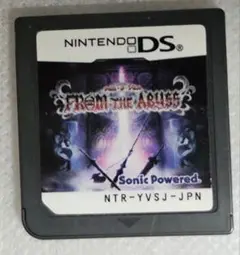 NINTENDO DS
FROM THE ABYSS
Sonic Powered.
NTR-YVSJ-JPN